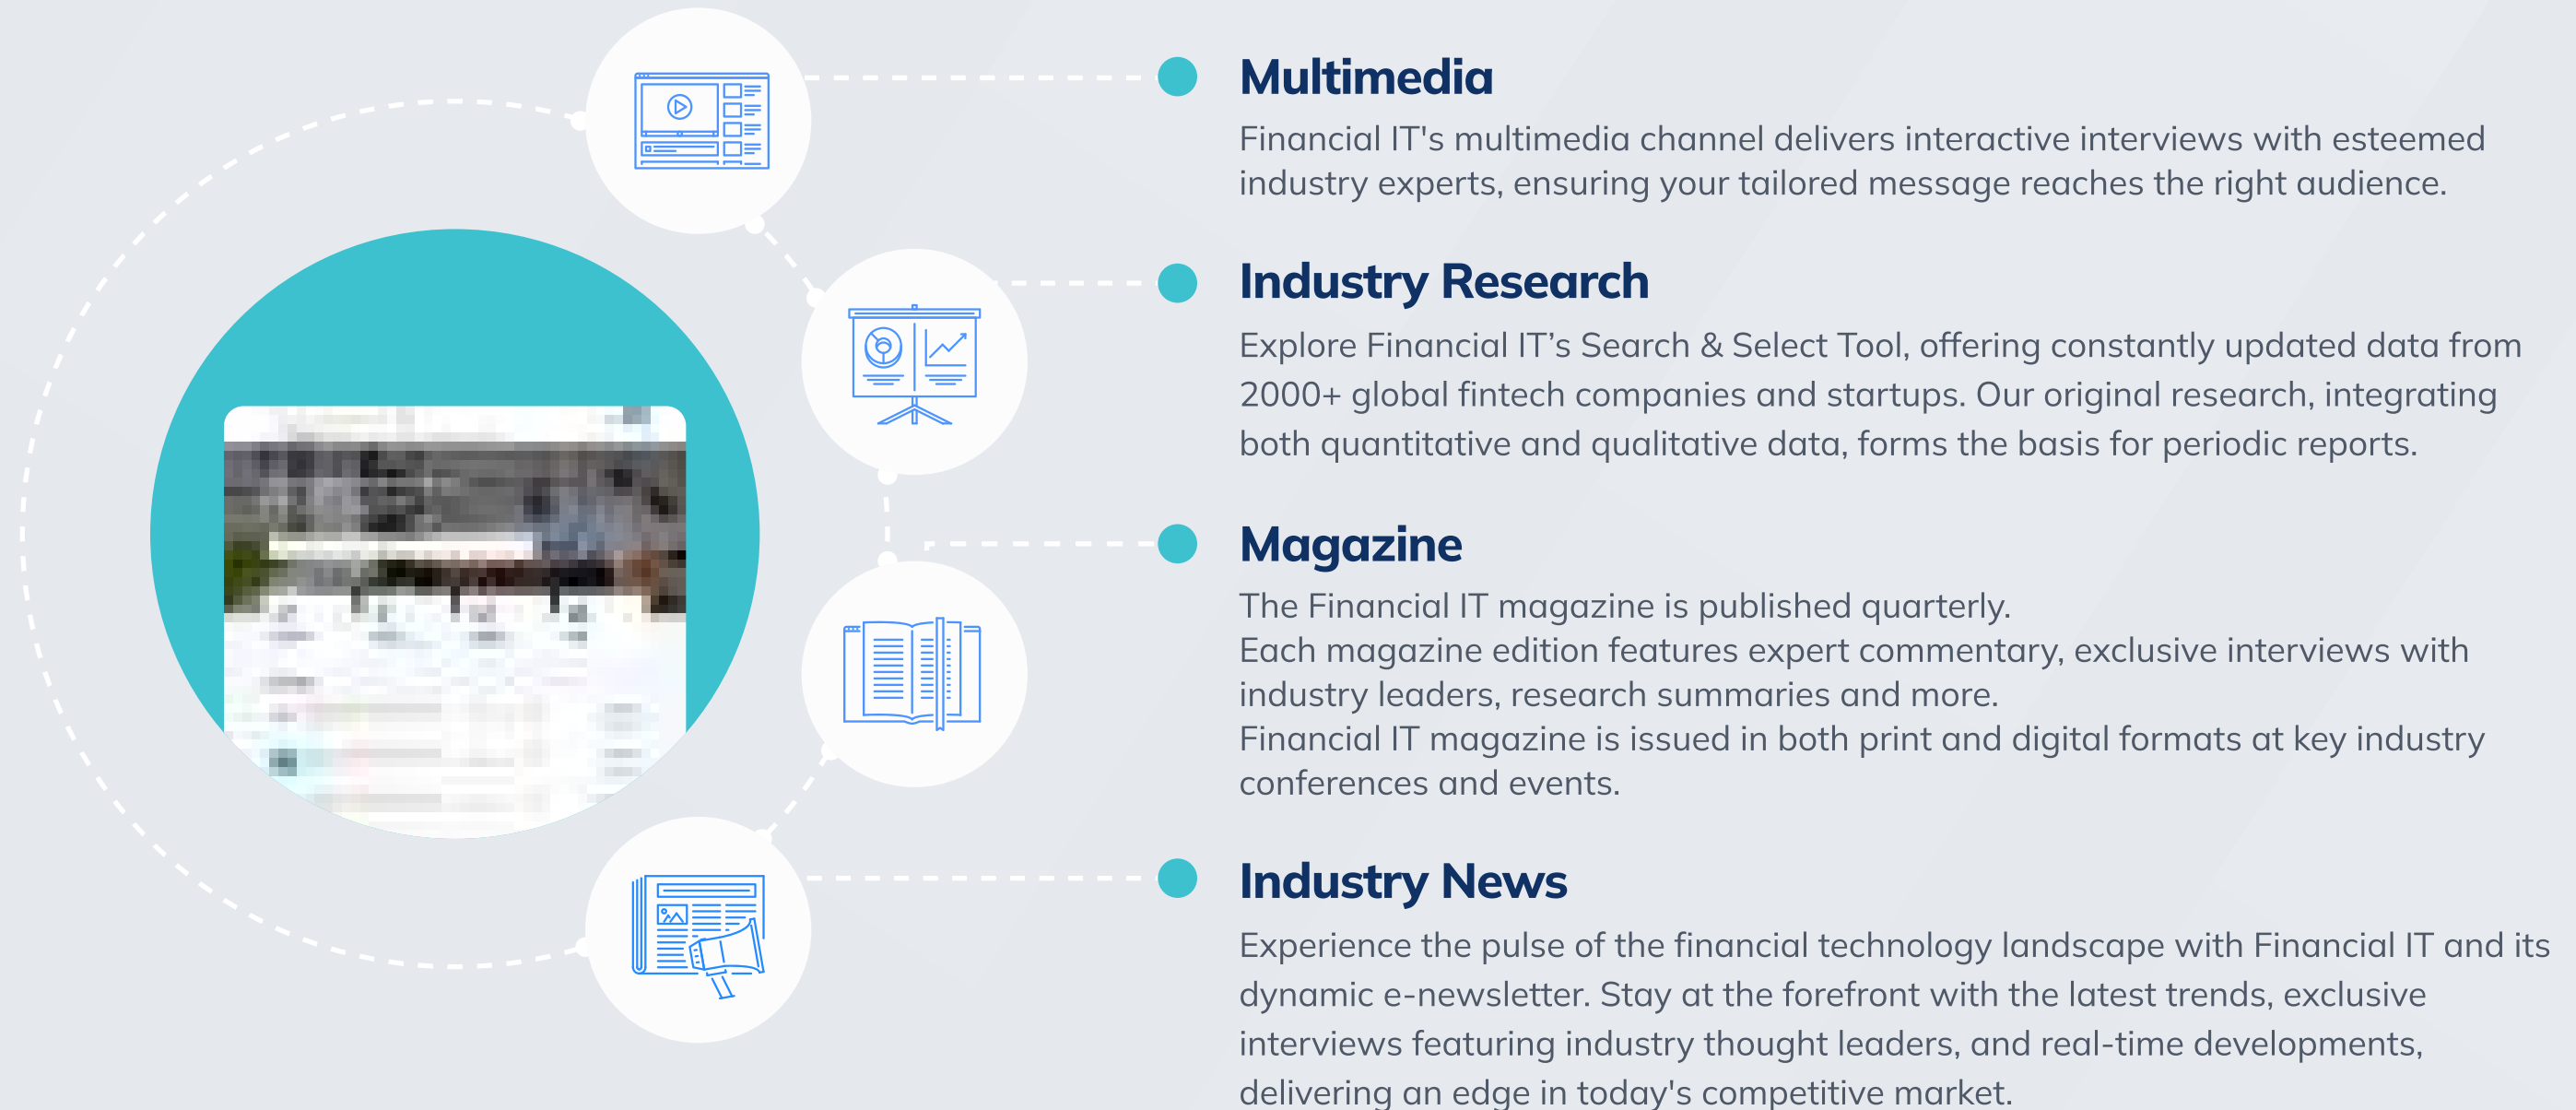 Multimedia
Financial IT's multimedia channel delivers interactive interviews with esteemed
industry experts, ensuring your tailored message reaches the right audience.
Industry Research
Explore Financial IT’s Search & Select Tool, offering constantly updated data from
2000+ global fintech companies and startups. Our original research, integrating
both quantitative and qualitative data, forms the basis for periodic reports.
Magazine
The Financial IT magazine is published quarterly.
Each magazine edition features expert commentary, exclusive interviews with
industry leaders, research summaries and more.
Financial IT magazine is issued in both print and digital formats at key industry
conferences and events.
Industry News
Experience the pulse of the financial technology landscape with Financial IT and its
dynamic e-newsletter. Stay at the forefront with the latest trends, exclusive
interviews featuring industry thought leaders, and real-time developments,
delivering an edge in today's competitive market.